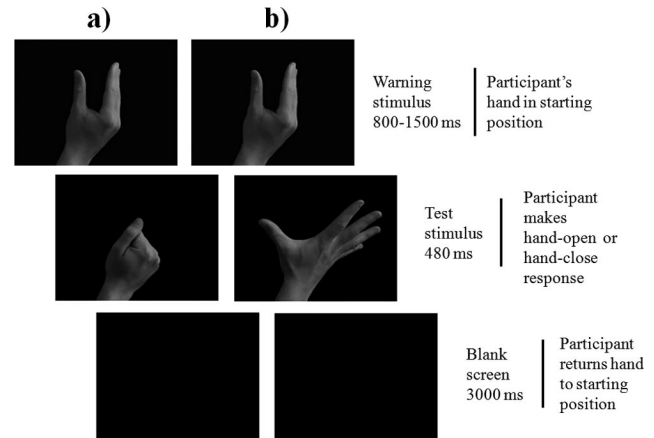 a)
b)
Warning
stimulus
800-1500 ms
Participant’s
hand in starting
position
Test
stimulus
480 ms
Participant
makes
hand-open or
hand-close
response
Blank
screen
3000 ms
Participant
returns hand
to starting
position